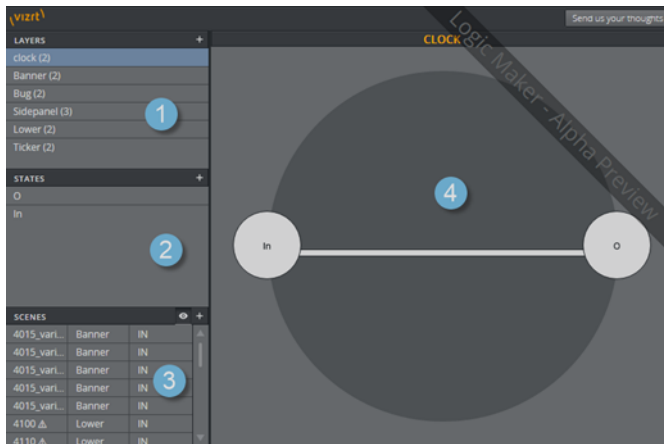 vizrt
Send us your thoughts
LAYERS +
clock (2)
Banner (2)
Bug (2)
Sidepanel (3)
Lower (2)
Ticker (2)
1
STATES +
O
In
2
SCENES +
4015_vari... Banner IN
4015_vari... Banner IN
4015_vari... Banner IN
4015_vari... Banner IN
4015_vari... Banner IN
4100 ⚠ Lower IN
4110 ⚠ Lower IN
3
CLOCK
Logic Maker - Alpha Preview
4
In
O